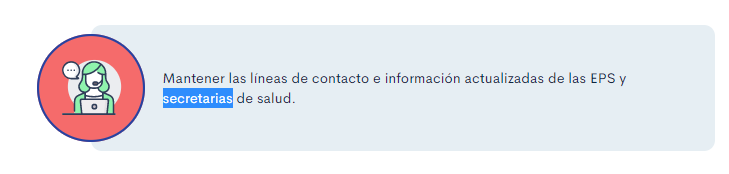 Mantener las líneas de contacto e información actualizadas de las EPS y
secretarias de salud.